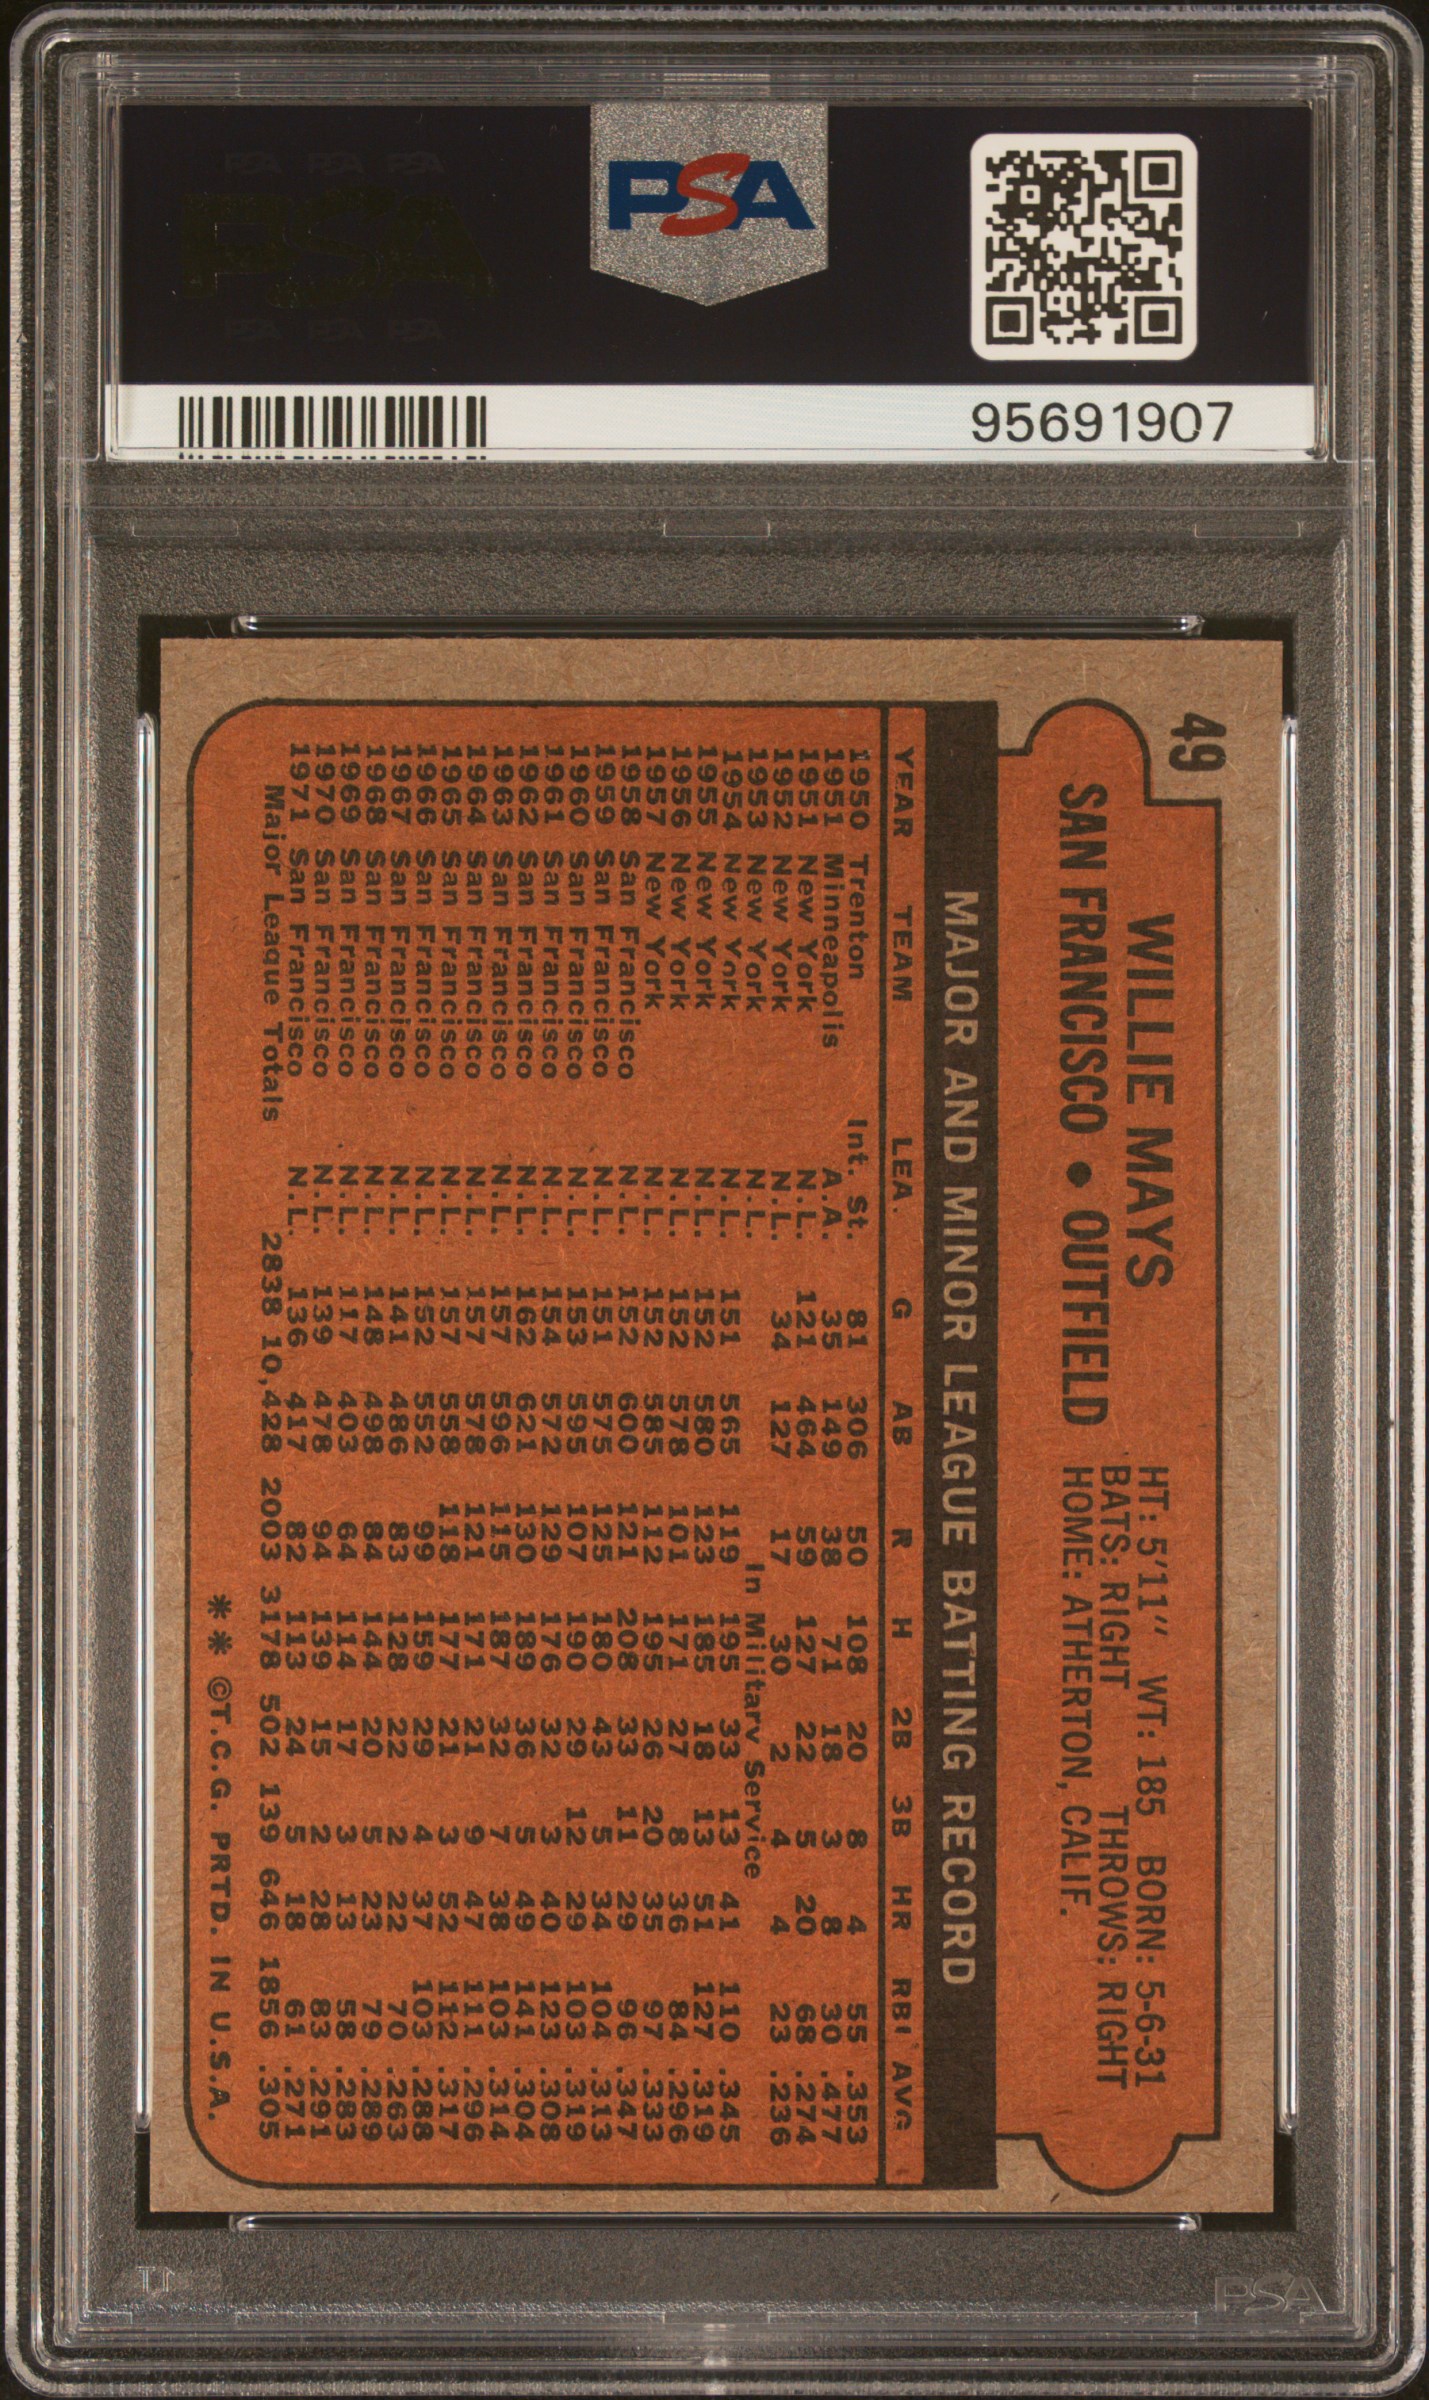 PSA PSA PSA
PSA
PSA PSA PSA
PSA
95691907
49
WILLIE MAYS
SAN FRANCISCO • OUTFIELD
HT: 5'11" WT: 185 BORN: 5-6-31
BATS: RIGHT THROWS: RIGHT
HOME: ATHERTON, CALIF.
MAJOR AND MINOR LEAGUE BATTING RECORD
YEAR TEAM LEA. G AB R H 2B 3B HR RBI AVG
1950 Trenton Int. St. 81 306 50 108 20 8 4 55 .353
1951 Minneapolis A.A. 35 149 38 71 18 3 8 30 .477
1951 New York N.L. 121 464 59 127 22 5 20 68 .274
1952 New York N.L. 34 127 17 30 2 4 4 23 .236
1953 New York N.L. In Military Service
1954 New York N.L. 151 565 119 195 33 13 41 110 .345
1955 New York N.L. 152 580 123 185 18 13 51 127 .319
1956 New York N.L. 152 578 101 171 27 8 36 84 .296
1957 New York N.L. 152 585 112 195 26 20 35 97 .333
1958 San Francisco N.L. 152 600 121 208 33 11 29 96 .347
1959 San Francisco N.L. 151 575 125 180 43 5 34 104 .313
1960 San Francisco N.L. 153 595 107 190 29 12 29 103 .319
1961 San Francisco N.L. 154 572 129 176 32 3 40 123 .308
1962 San Francisco N.L. 162 621 130 189 36 5 49 141 .304
1963 San Francisco N.L. 157 596 115 187 32 7 38 103 .314
1964 San Francisco N.L. 157 578 121 171 21 9 47 111 .296
1965 San Francisco N.L. 157 558 118 177 21 3 52 112 .317
1966 San Francisco N.L. 152 552 99 159 29 4 37 103 .288
1967 San Francisco N.L. 141 486 83 128 22 2 22 70 .263
1968 San Francisco N.L. 148 498 84 144 20 5 23 79 .289
1969 San Francisco N.L. 117 403 64 114 17 3 13 58 .283
1970 San Francisco N.L. 139 478 94 139 15 2 28 83 .291
1971 San Francisco N.L. 136 417 82 113 24 5 18 61 .271
Major League Totals 2838 10,428 2003 3178 502 139 646 1856 .305
** ©T.C.G. PRTD. IN U.S.A.
PSA